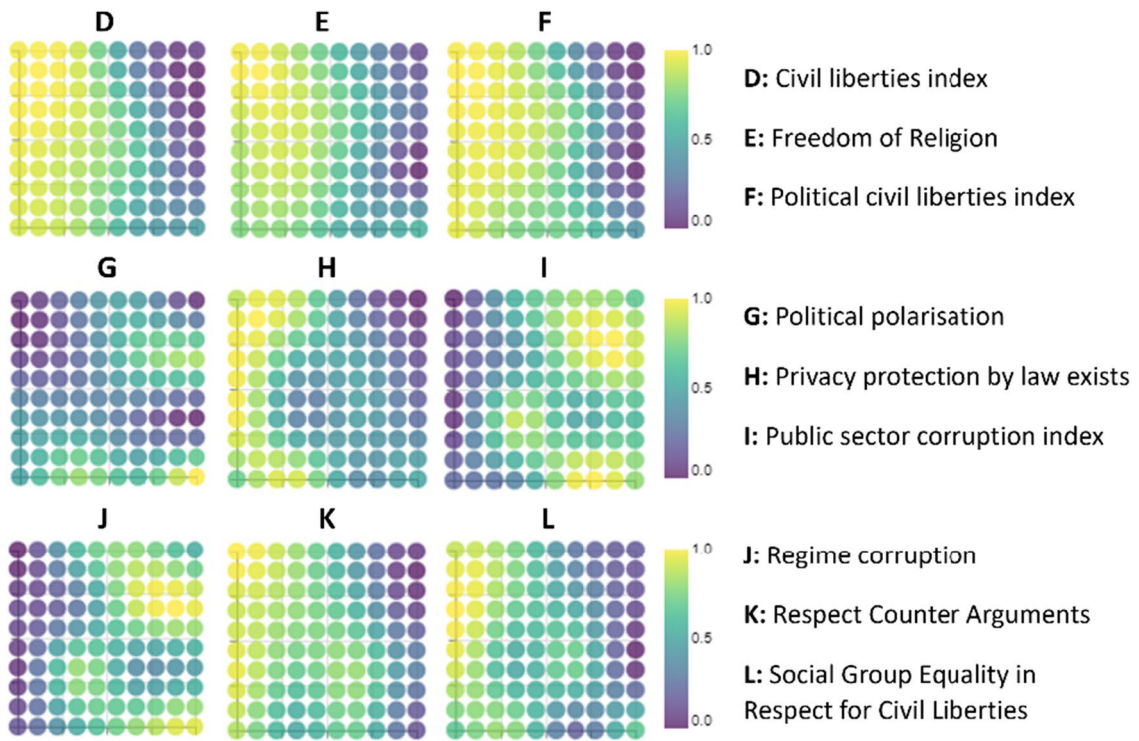 D E F
1.0
0.5
0.0
D: Civil liberties index
E: Freedom of Religion
F: Political civil liberties index
G H I
1.0
0.5
0.0
G: Political polarisation
H: Privacy protection by law exists
I: Public sector corruption index
J K L
1.0
0.5
0.0
J: Regime corruption
K: Respect Counter Arguments
L: Social Group Equality in
Respect for Civil Liberties